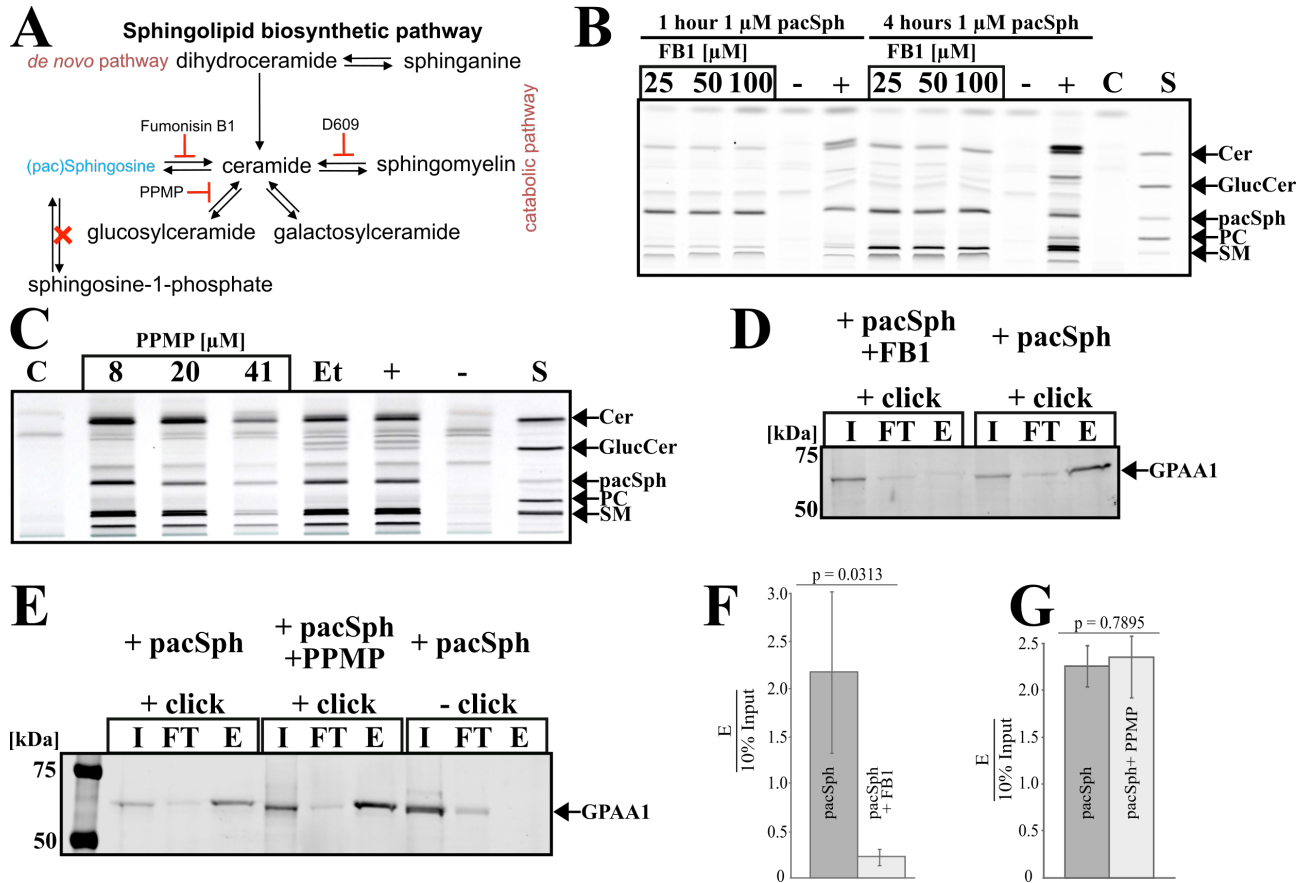 A
Sphingolipid biosynthetic pathway
de novo pathway dihydroceramide sphinganine
Fumonisin B1 D609
(pac)Sphingosine ceramide sphingomyelin
PPMP
glucosylceramide galactosylceramide
sphingosine-1-phosphate
catabolic pathway
B
1 hour 1 µM pacSph 4 hours 1 µM pacSph
FB1 [µM] FB1 [µM]
25 50 100 - + 25 50 100 - + C S
Cer
GlucCer
pacSph
PC
SM
C
PPMP [µM]
C 8 20 41 Et + - S
Cer
GlucCer
pacSph
PC
SM
D
+ pacSph + pacSph
+FB1
+ click + click
[kDa] I FT E I FT E
75
GPAA1
50
E
+ pacSph + pacSph + pacSph
+PPMP
+ click + click - click
[kDa] I FT E I FT E I FT E
75
GPAA1
50
F
p = 0.0313
3.0
2.5
2.0
1.5
1.0
0.5
0
E
10% Input
pacSph
pacSph
+ FB1
G
p = 0.7895
2.5
2.0
1.5
1.0
0.5
0
E
10% Input
pacSph
pacSph+ PPMP